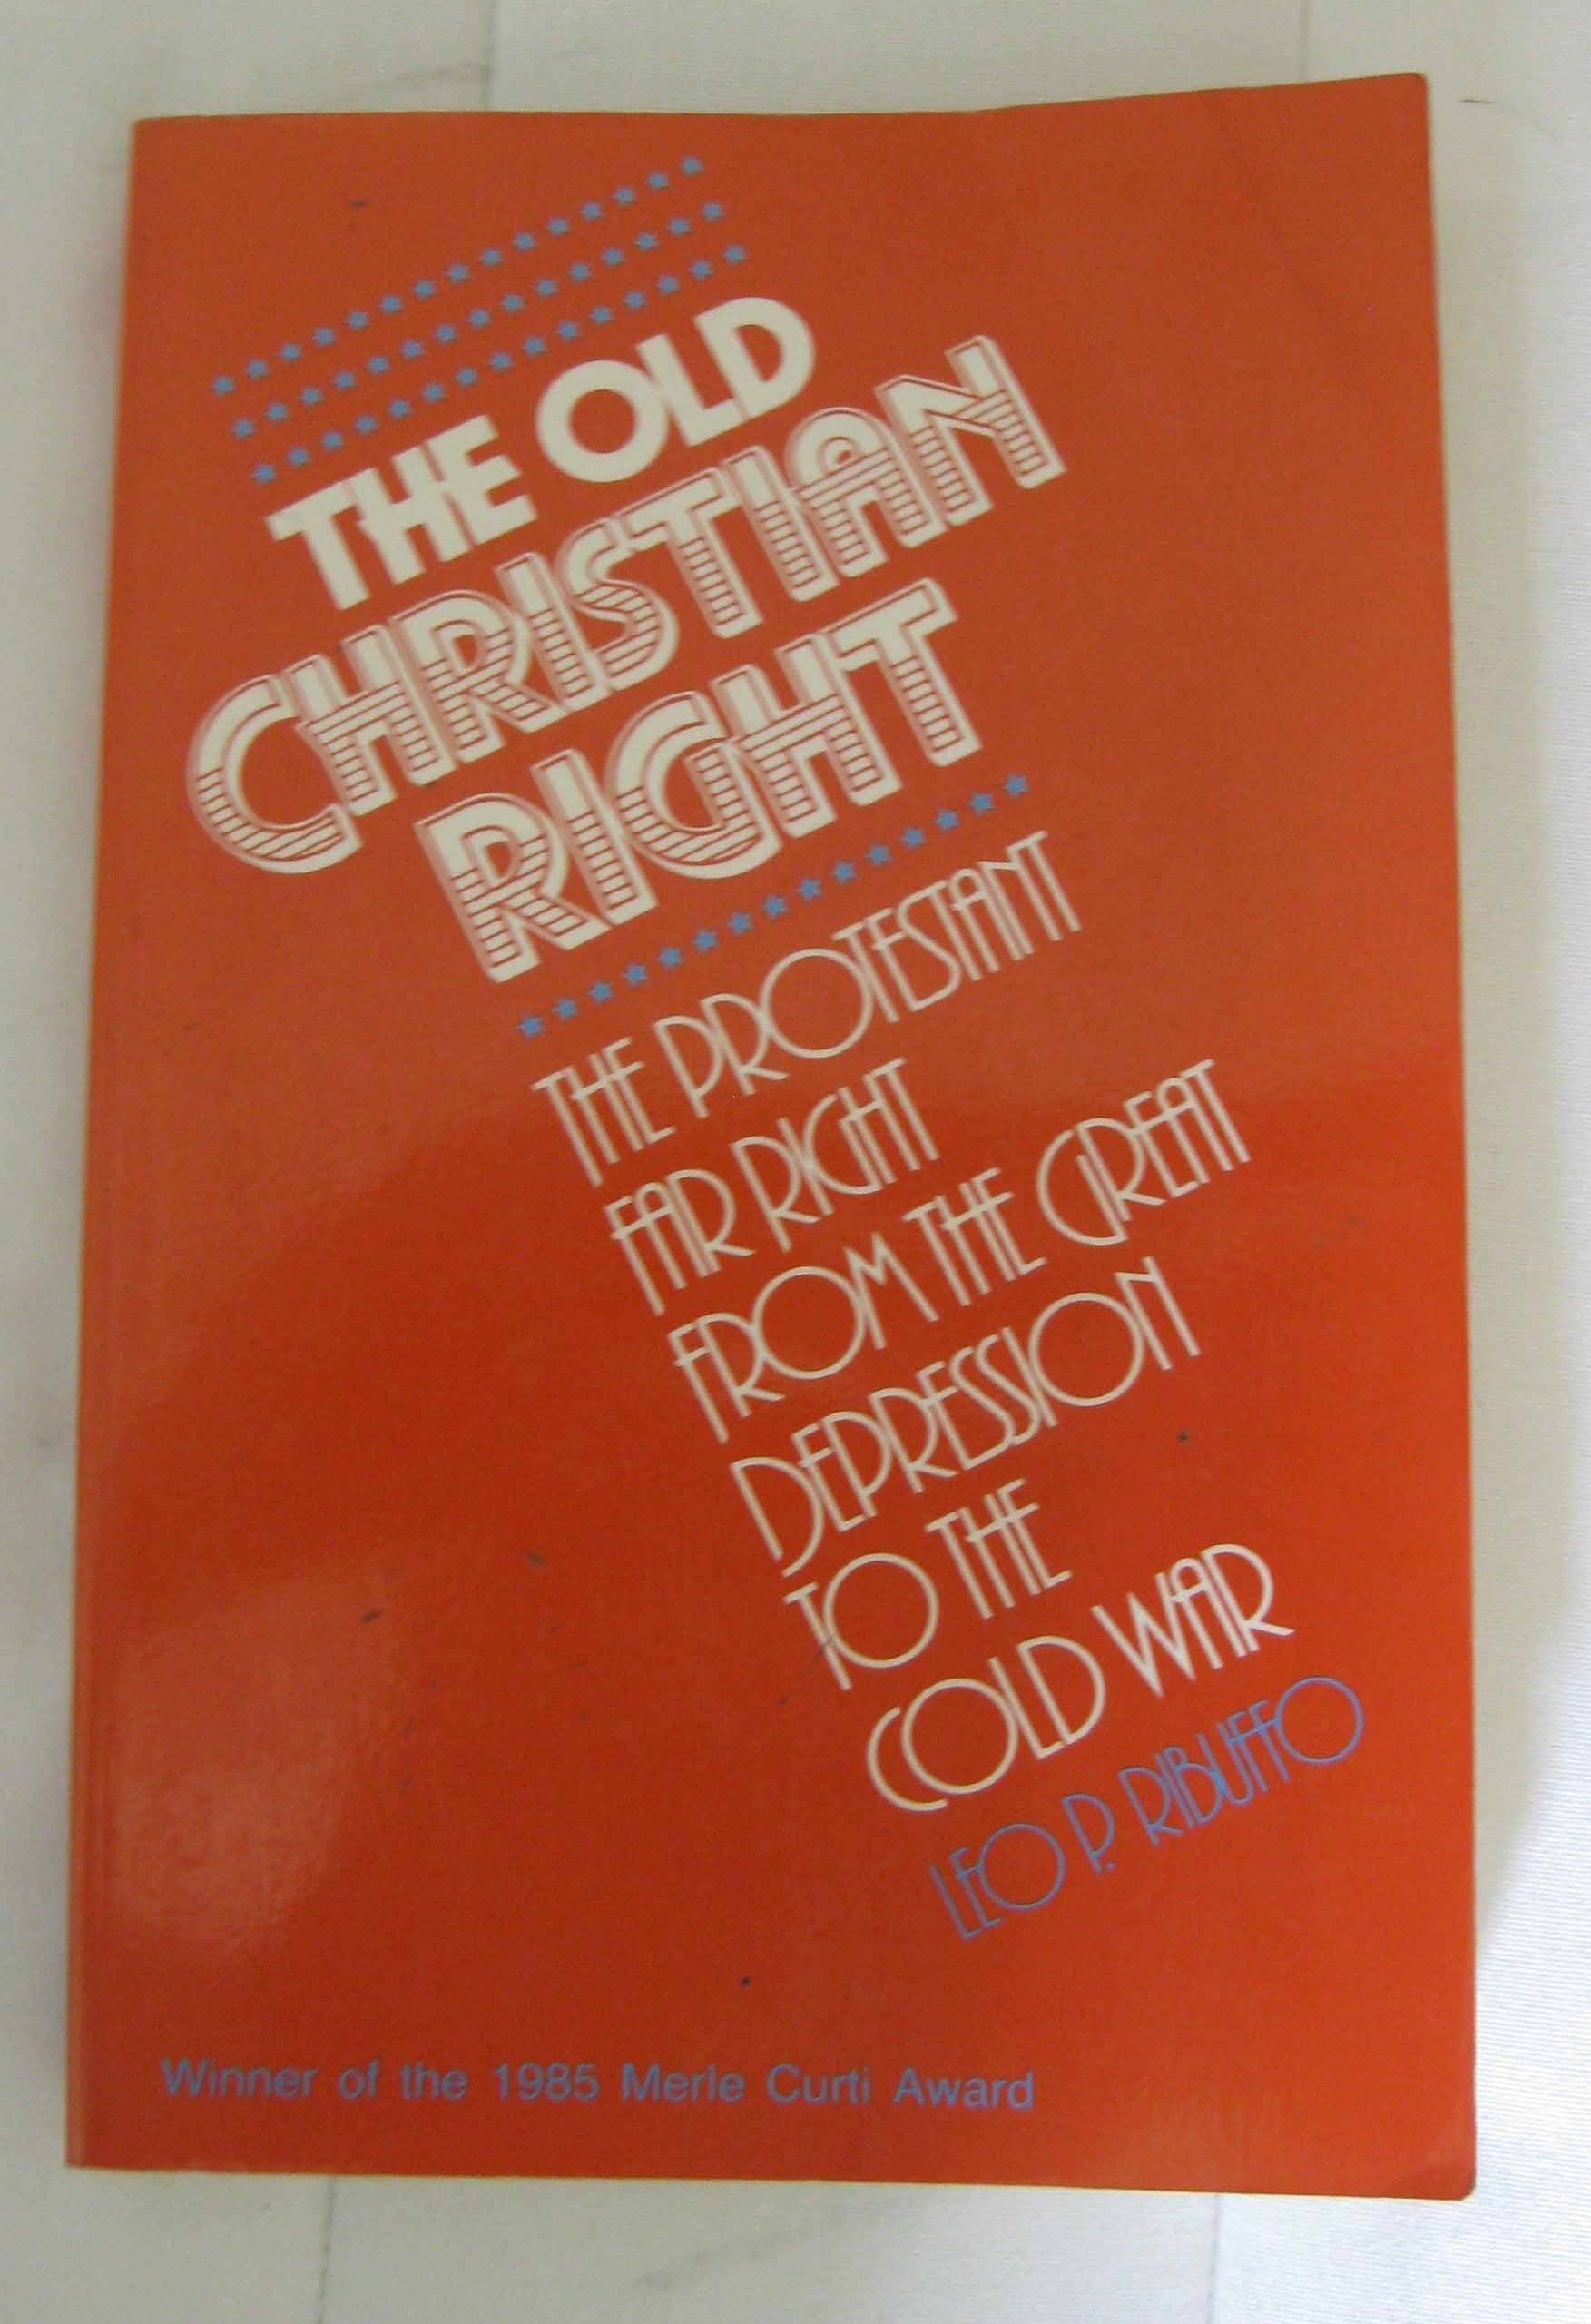 THE OLD
CHRISTIAN
RIGHT
THE PROTESTANT
FAR RIGHT
FROM THE GREAT
DEPRESSION
TO THE
COLD WAR
LEO P. RIBUFFO
Winner of the 1985 Merle Curti Award